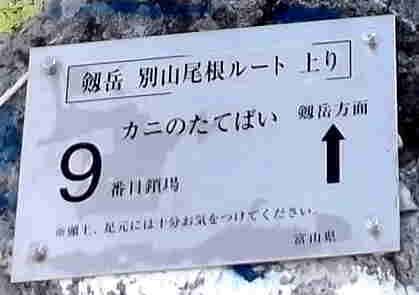 劔岳 別山尾根ルート 上り
カニのたてばい 劔岳方面
9番目鎖場
※頭上、足元には十分お気をつけてください。
富山県